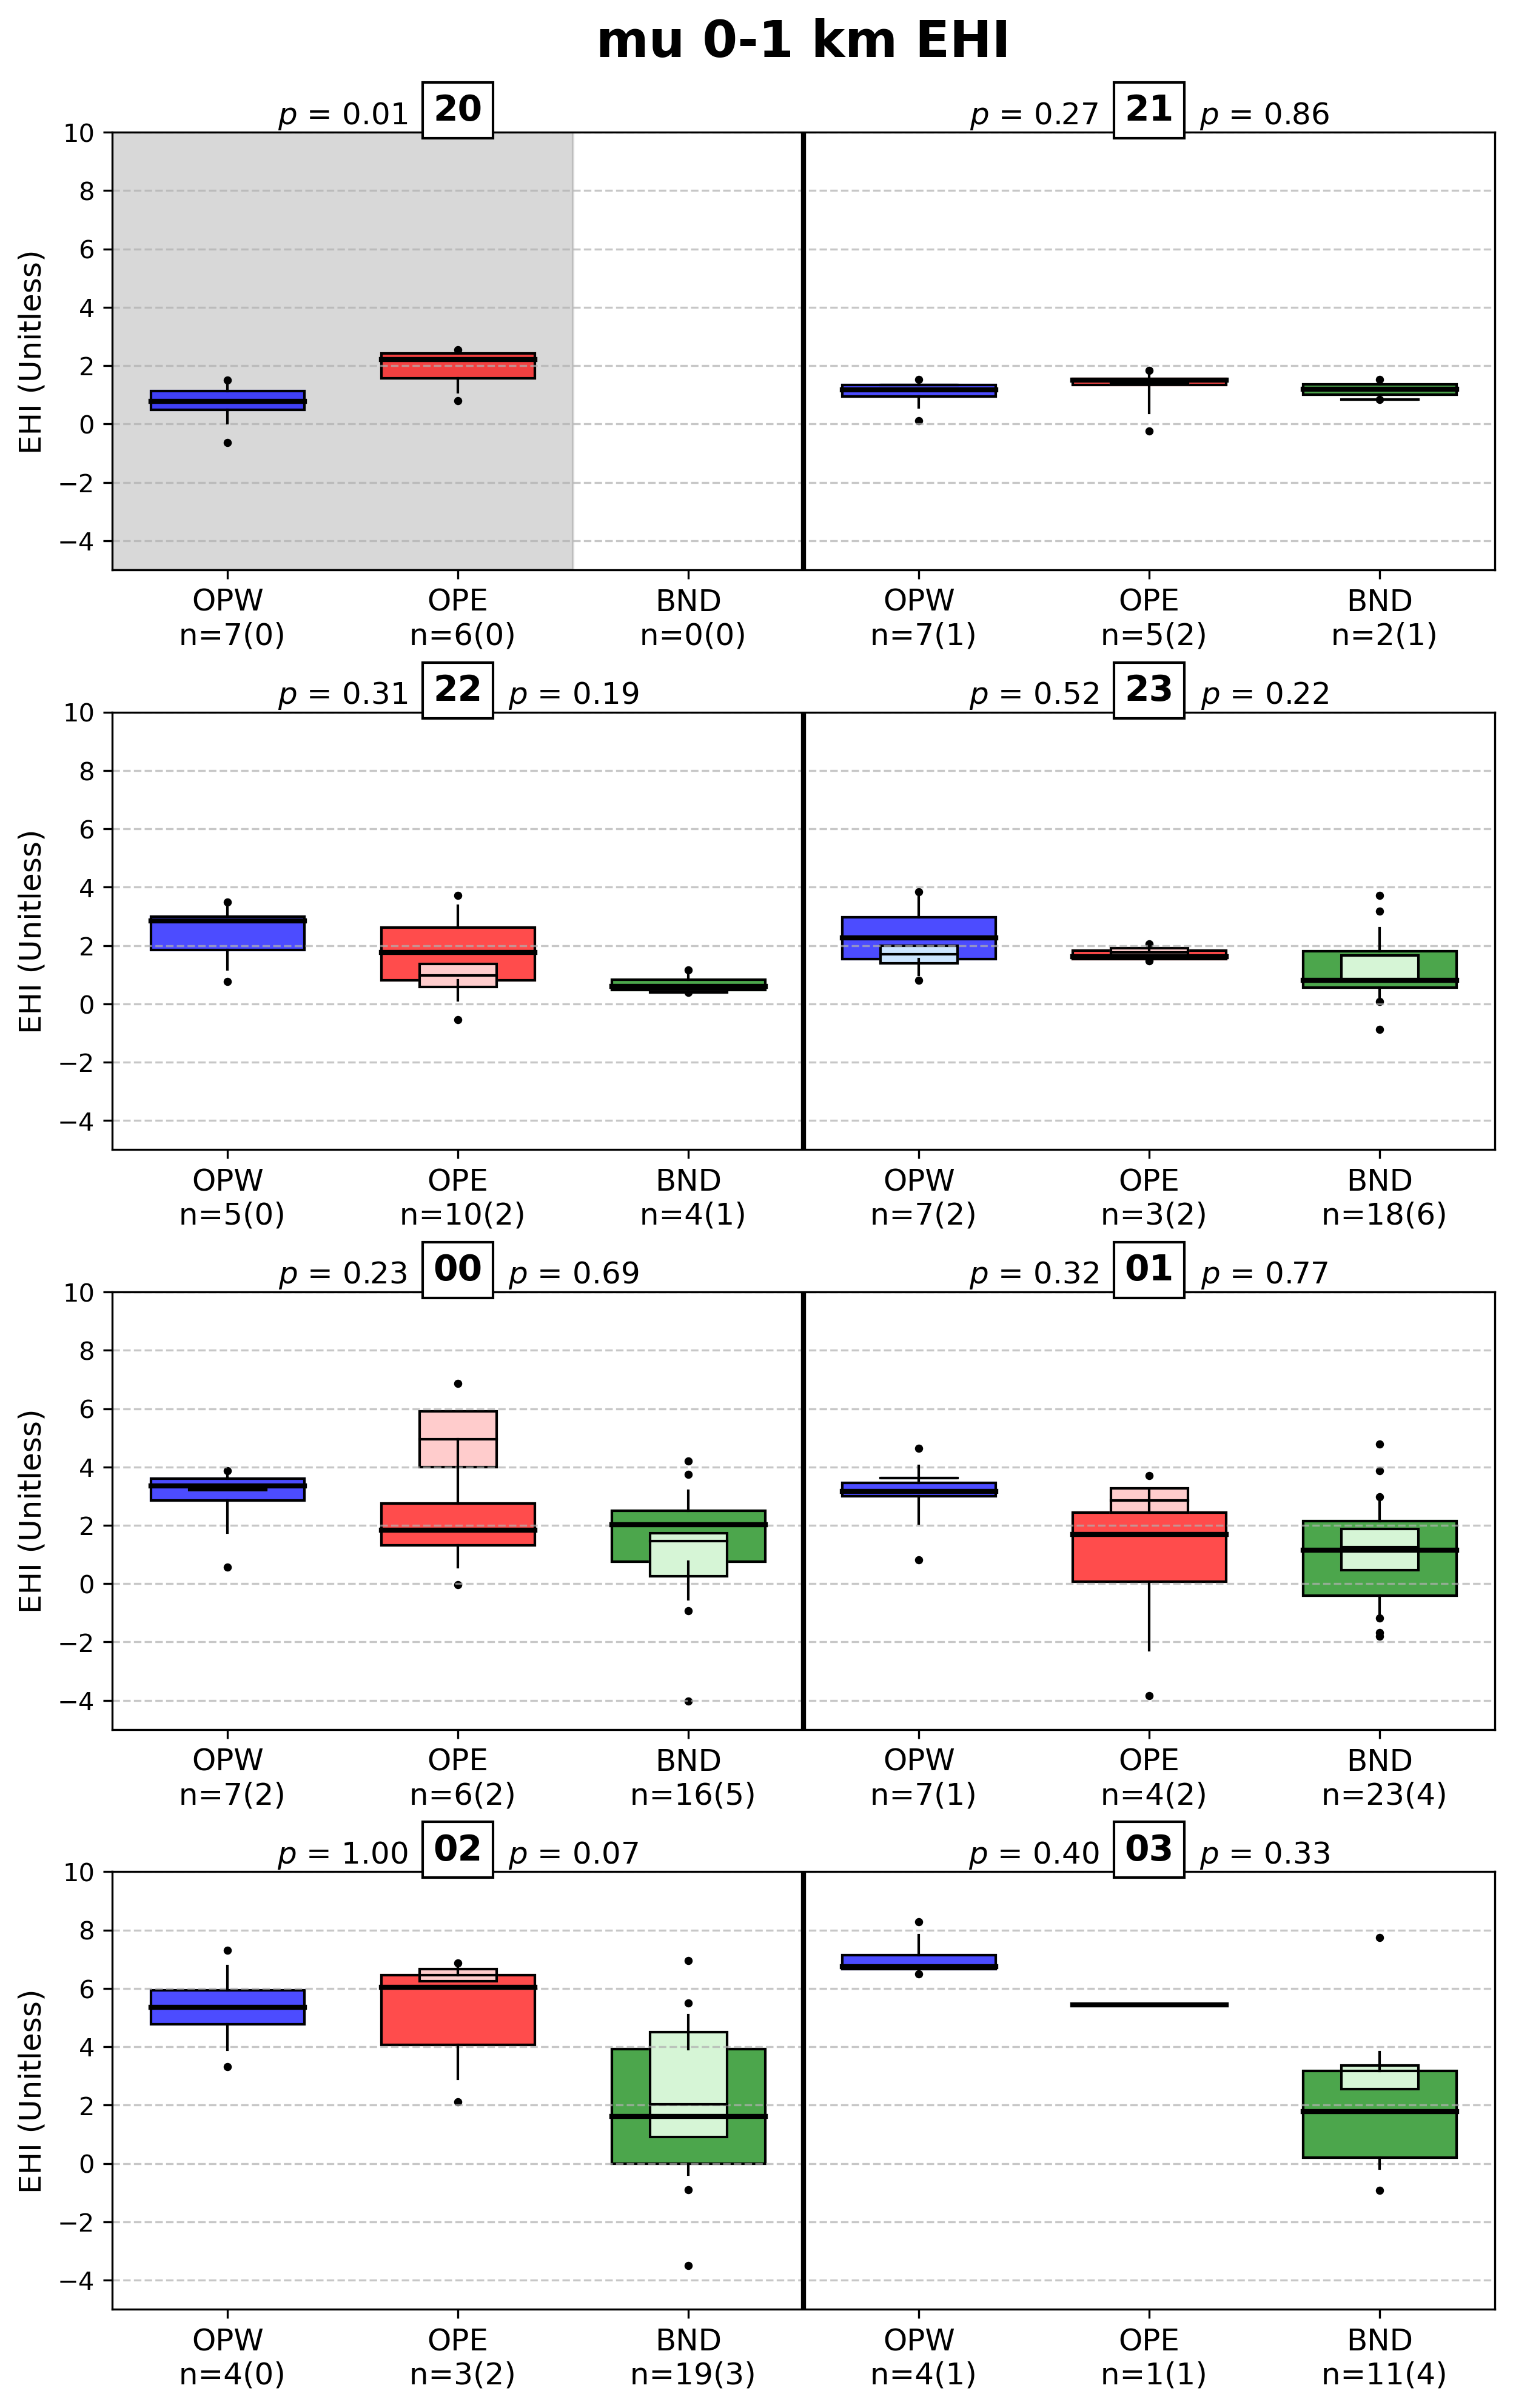 mu 0-1 km EHI
p = 0.01 20
p = 0.27 21 p = 0.86
10
8
6
4
2
0
−2
−4
EHI (Unitless)
OPW OPE BND OPW OPE BND
n=7(0) n=6(0) n=0(0) n=7(1) n=5(2) n=2(1)
p = 0.31 22 p = 0.19
p = 0.52 23 p = 0.22
10
8
6
4
2
0
−2
−4
EHI (Unitless)
OPW OPE BND OPW OPE BND
n=5(0) n=10(2) n=4(1) n=7(2) n=3(2) n=18(6)
p = 0.23 00 p = 0.69
p = 0.32 01 p = 0.77
10
8
6
4
2
0
−2
−4
EHI (Unitless)
OPW OPE BND OPW OPE BND
n=7(2) n=6(2) n=16(5) n=7(1) n=4(2) n=23(4)
p = 1.00 02 p = 0.07
p = 0.40 03 p = 0.33
10
8
6
4
2
0
−2
−4
EHI (Unitless)
OPW OPE BND OPW OPE BND
n=4(0) n=3(2) n=19(3) n=4(1) n=1(1) n=11(4)